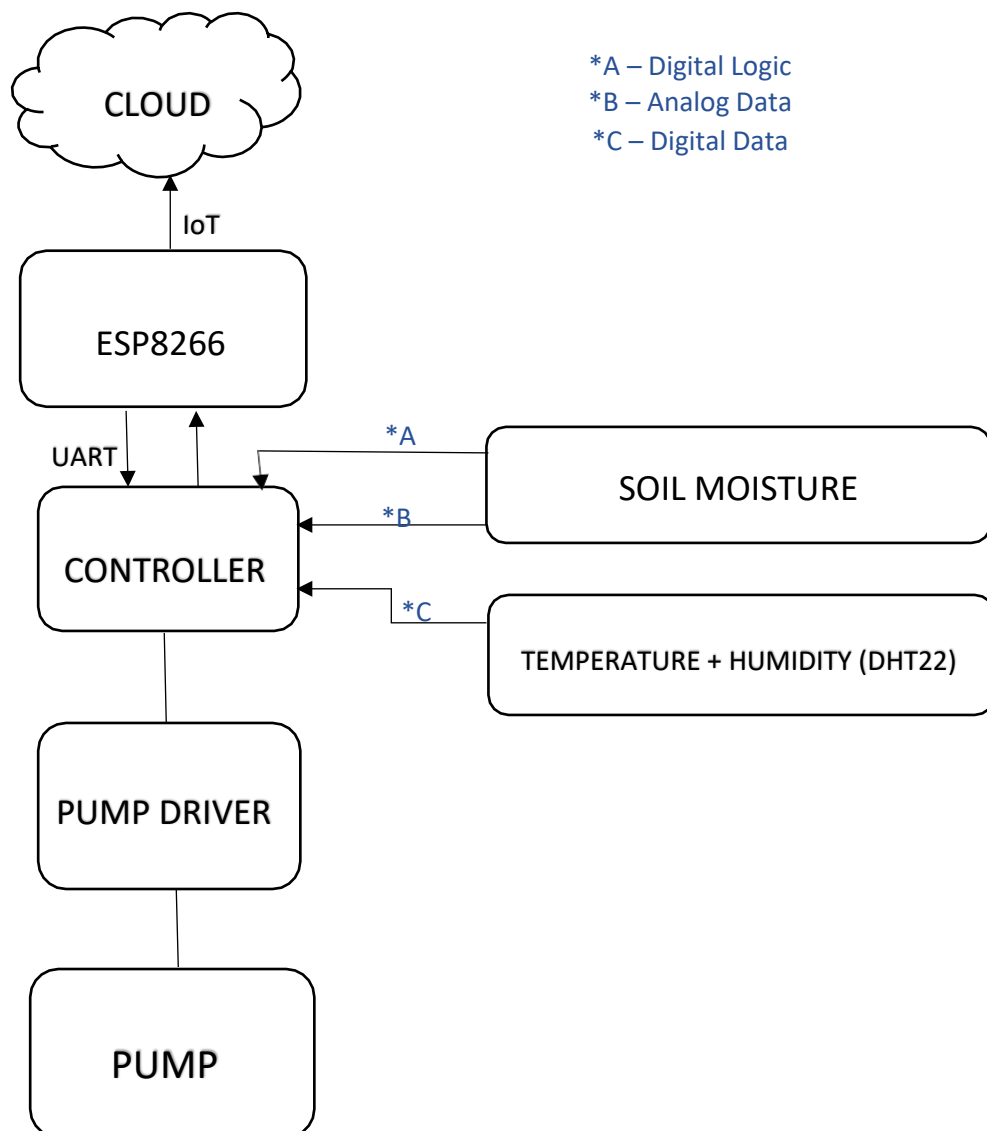 CLOUD
*A – Digital Logic
*B – Analog Data
*C – Digital Data
IoT
ESP8266
UART
*A
SOIL MOISTURE
*B
CONTROLLER
*C
TEMPERATURE + HUMIDITY (DHT22)
PUMP DRIVER
PUMP